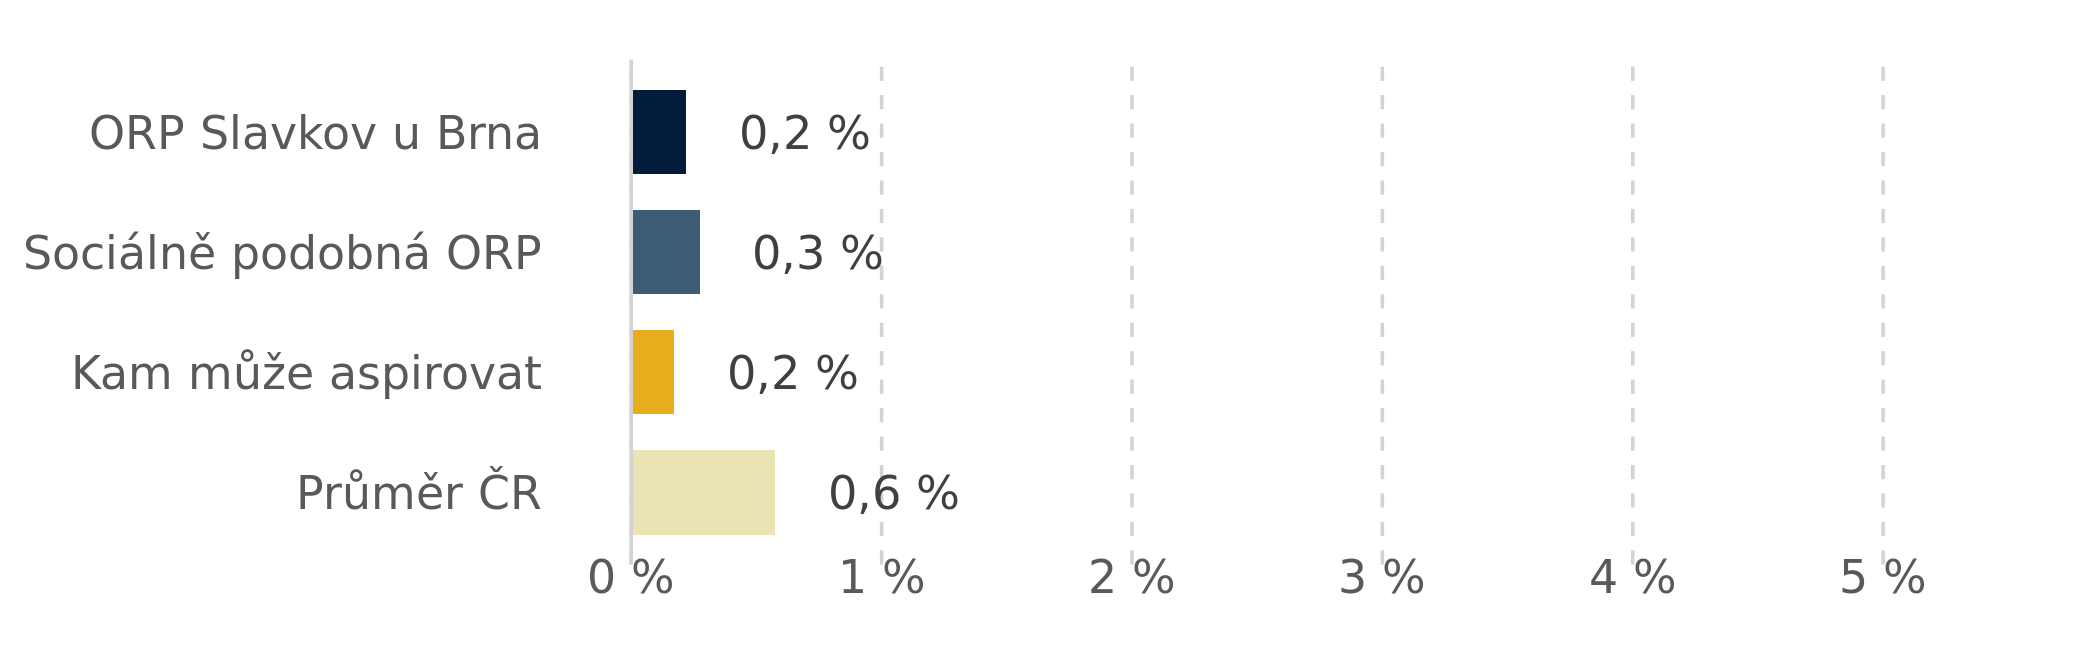 ORP Slavkov u Brna 0,2 %
Sociálně podobná ORP 0,3 %
Kam může aspirovat 0,2 %
Průměr ČR 0,6 %
0 % 1 % 2 % 3 % 4 % 5 %